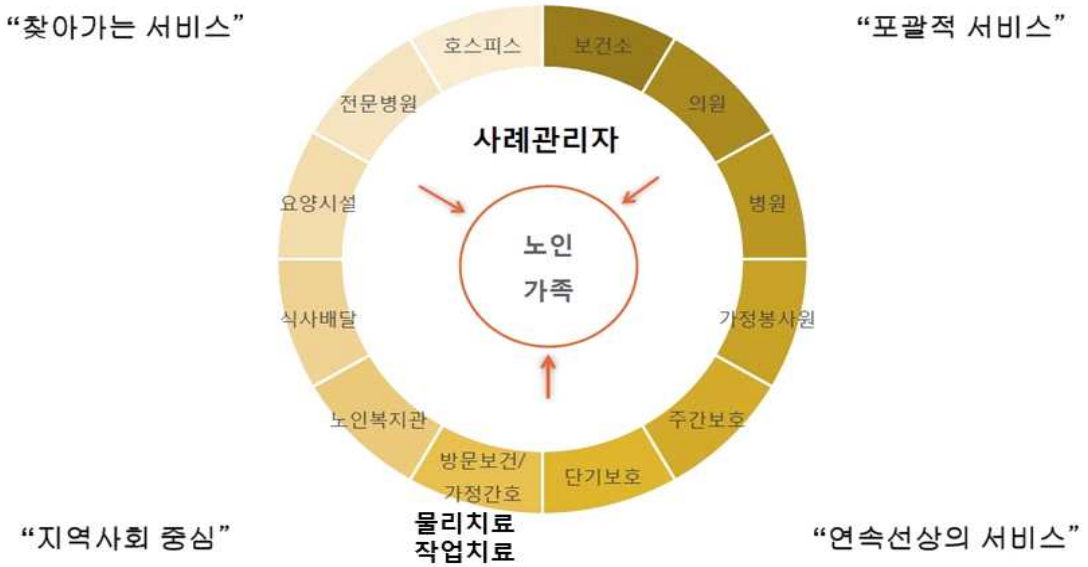 “찾아가는 서비스”
“포괄적 서비스”
호스피스
보건소
전문병원
의원
사례관리자
요양시설
병원
노인
가족
식사배달
가정봉사원
노인복지관
주간보호
방문보건/
가정간호
단기보호
물리치료
작업치료
“지역사회 중심”
“연속선상의 서비스”